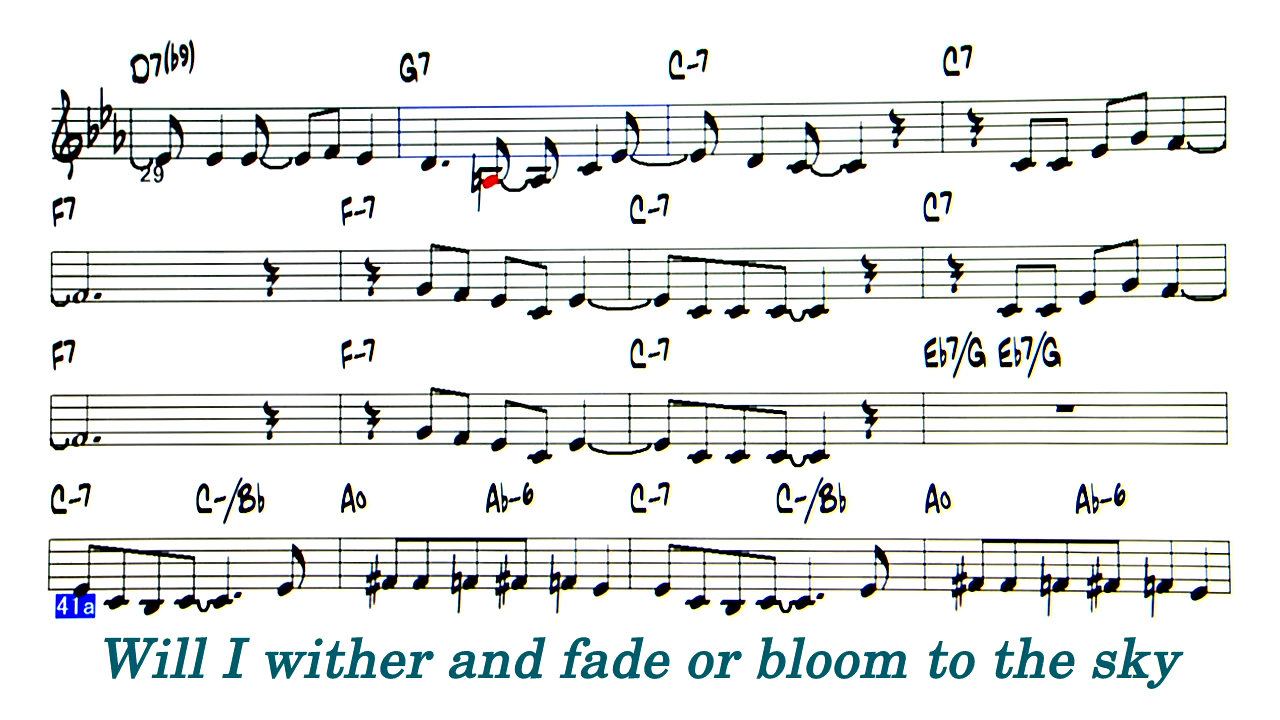 D7(b9) G7 C-7 C7
29
F7 F-7 C-7 C7
F7 F-7 C-7 Eb7/G Eb7/G
C-7 C-/Bb Ao Ab-6 C-7 C-/Bb Ao Ab-6
41a
Will I wither and fade or bloom to the sky